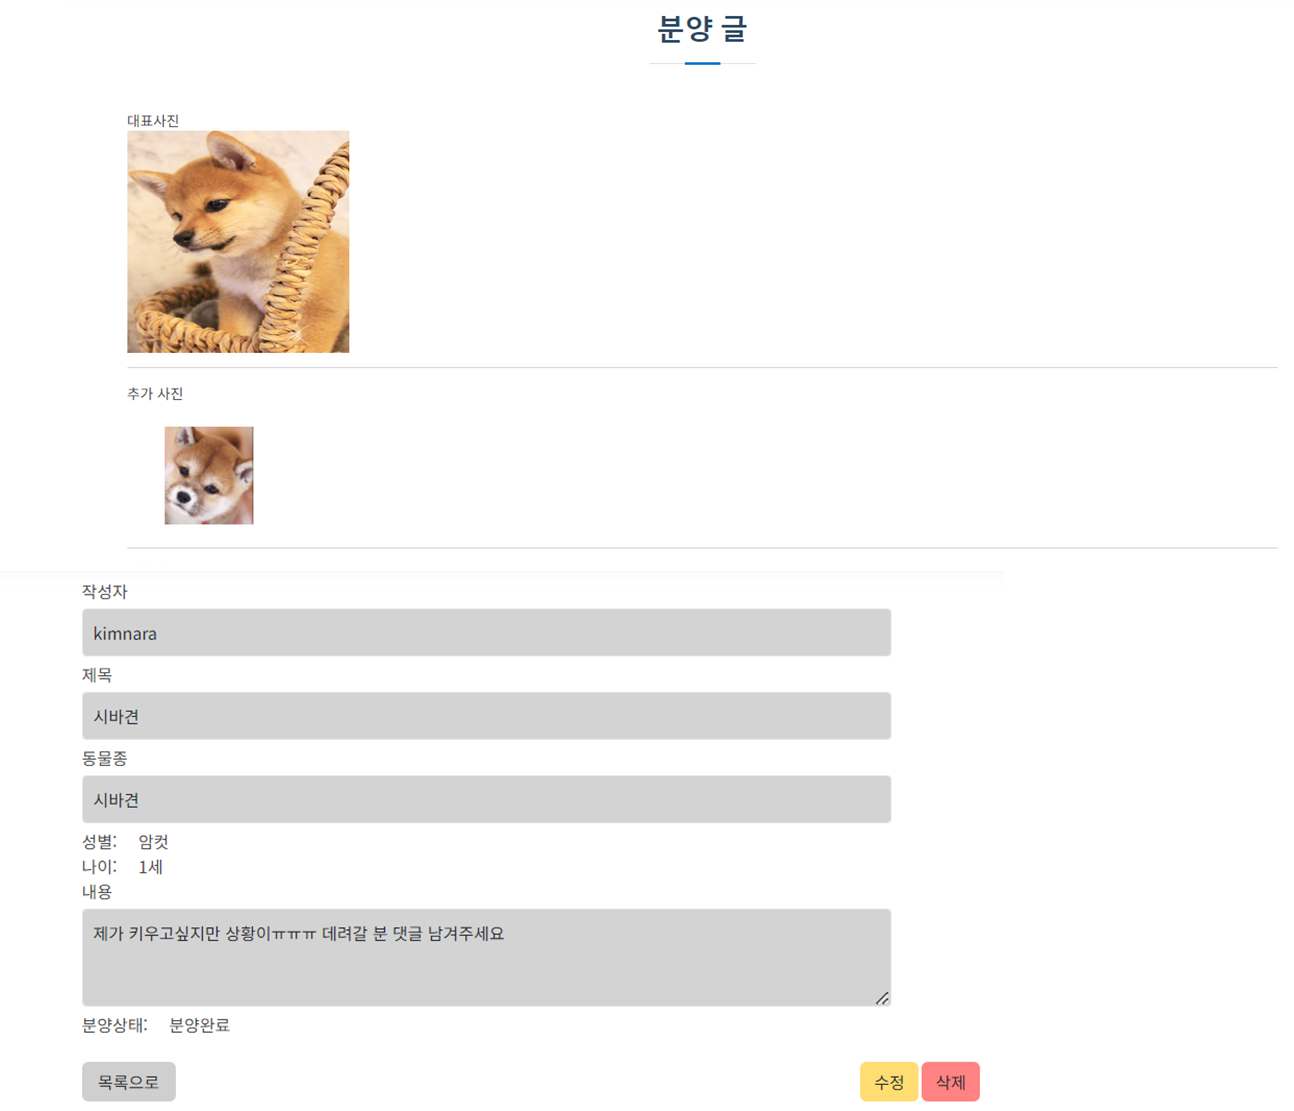 분양 글
대표사진
추가 사진
작성자
kimnara
제목
시바견
동물종
시바견
성별: 암컷
나이: 1세
내용
제가 키우고싶지만 상황이ㅠㅠㅠ 데려갈 분 댓글 남겨주세요
분양상태: 분양완료
목록으로 수정 삭제